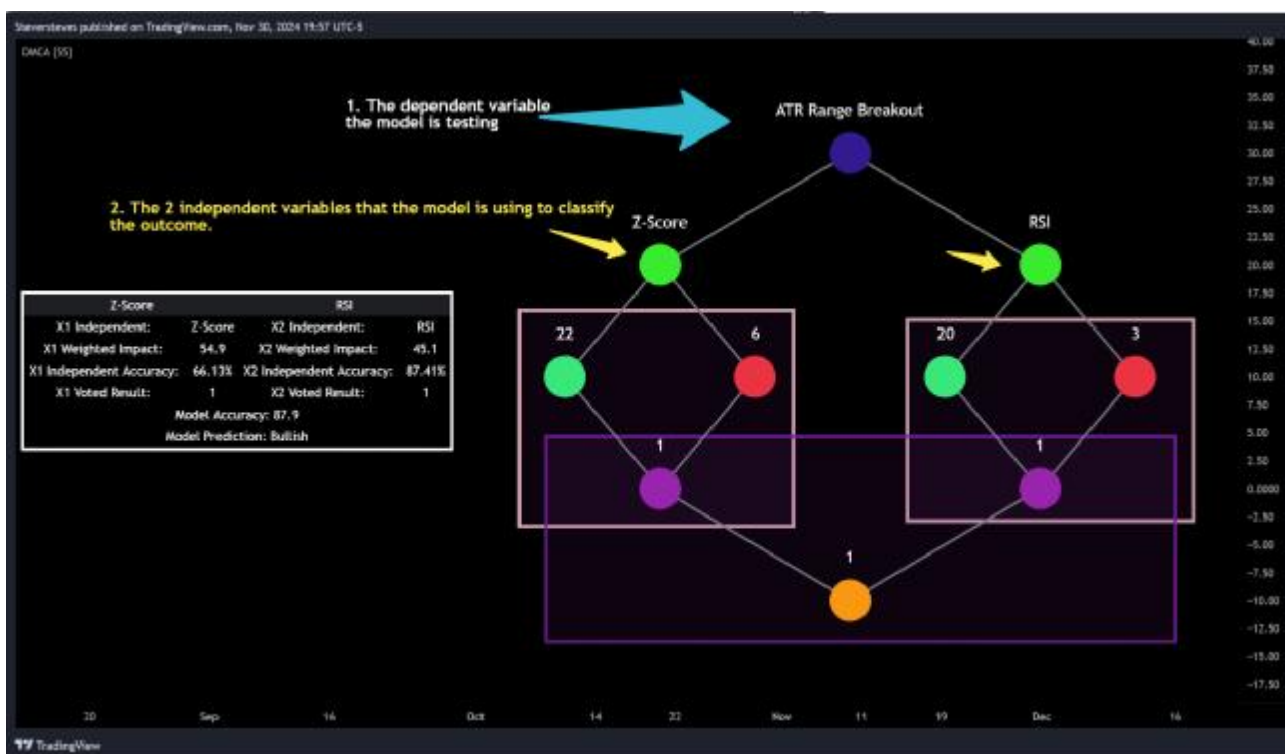 Steversteves published on TradingView.com, Nov 30, 2024 19:57 UTC-5
DMCA [SS]
1. The dependent variable
the model is testing
ATR Range Breakout
2. The 2 independent variables that the model is using to classify
the outcome.
Z-Score
RSI
Z-Score RSI
X1 Independent: Z-Score X2 Independent: RSI
X1 Weighted Impact: 54.9 X2 Weighted Impact: 45.1
X1 Independent Accuracy: 66.13% X2 Independent Accuracy: 87.41%
X1 Voted Result: 1 X2 Voted Result: 1
Model Accuracy: 87.9
Model Prediction: Bullish
22 6 20 3
1 1
1
40.00
37.50
35.00
32.50
30.00
27.50
25.00
22.50
20.00
17.50
15.00
12.50
10.00
7.50
5.00
2.50
0.0000
-2.50
-5.00
-7.50
-10.00
-12.50
-15.00
-17.50
20 Sep 16 Oct 14 22 Nov 11 19 Dec 16
TradingView